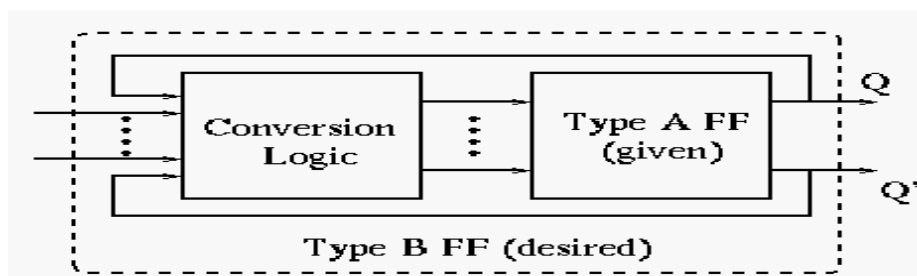 Conversion
Logic
Type A FF
(given)
Q
Q'
Type B FF (desired)